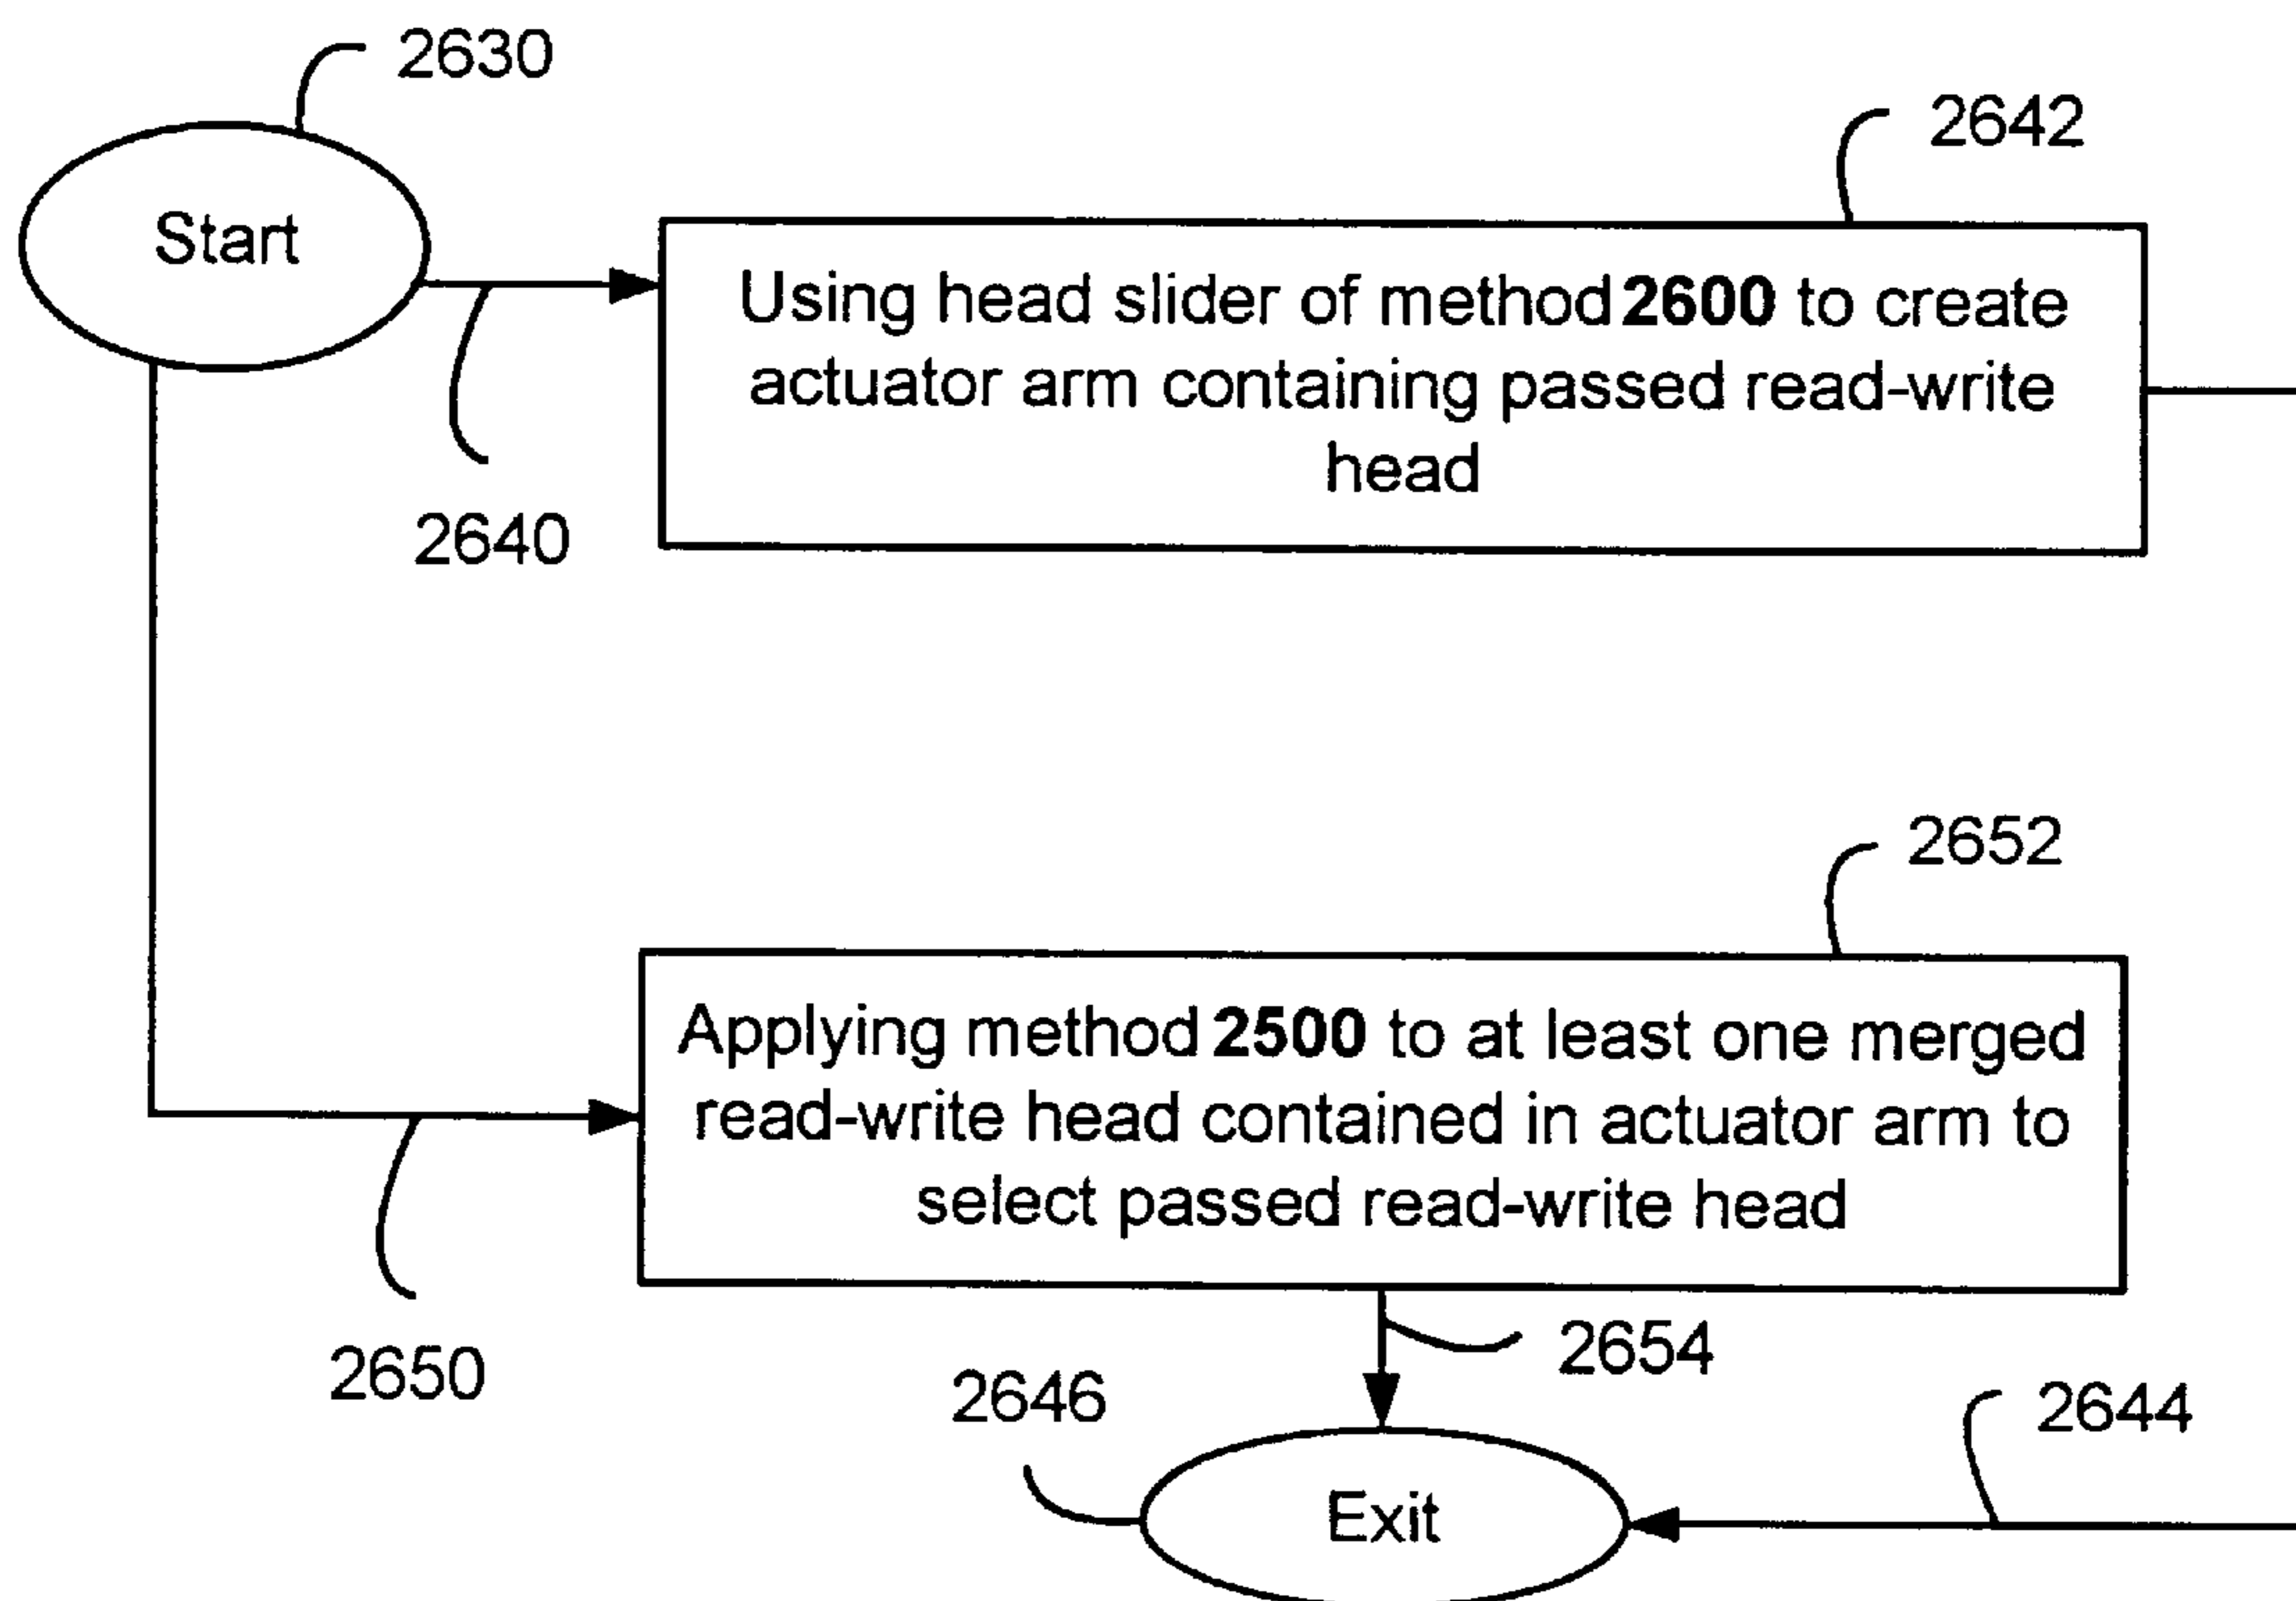 2630
2642
Start
Using head slider of method 2600 to create
actuator arm containing passed read-write
head
2640
2652
Applying method 2500 to at least one merged
read-write head contained in actuator arm to
select passed read-write head
2650
2654
2646
2644
Exit